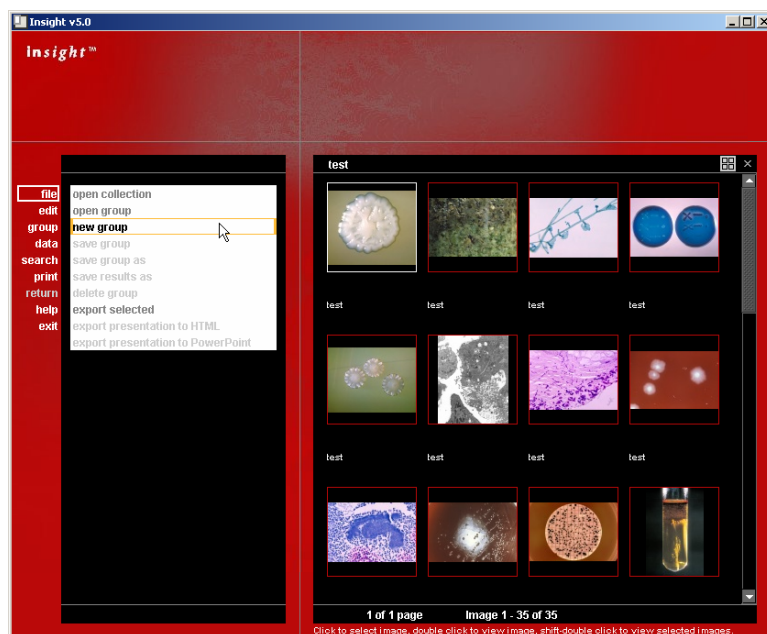 Insight v5.0
insight™
test
file
edit
group
data
search
print
return
help
exit
open collection
open group
new group
save group
save group as
save results as
delete group
export selected
export presentation to HTML
export presentation to PowerPoint
test test test test
test test test test
1 of 1 page Image 1 - 35 of 35
Click to select image, double click to view image, shift-double click to view selected images.